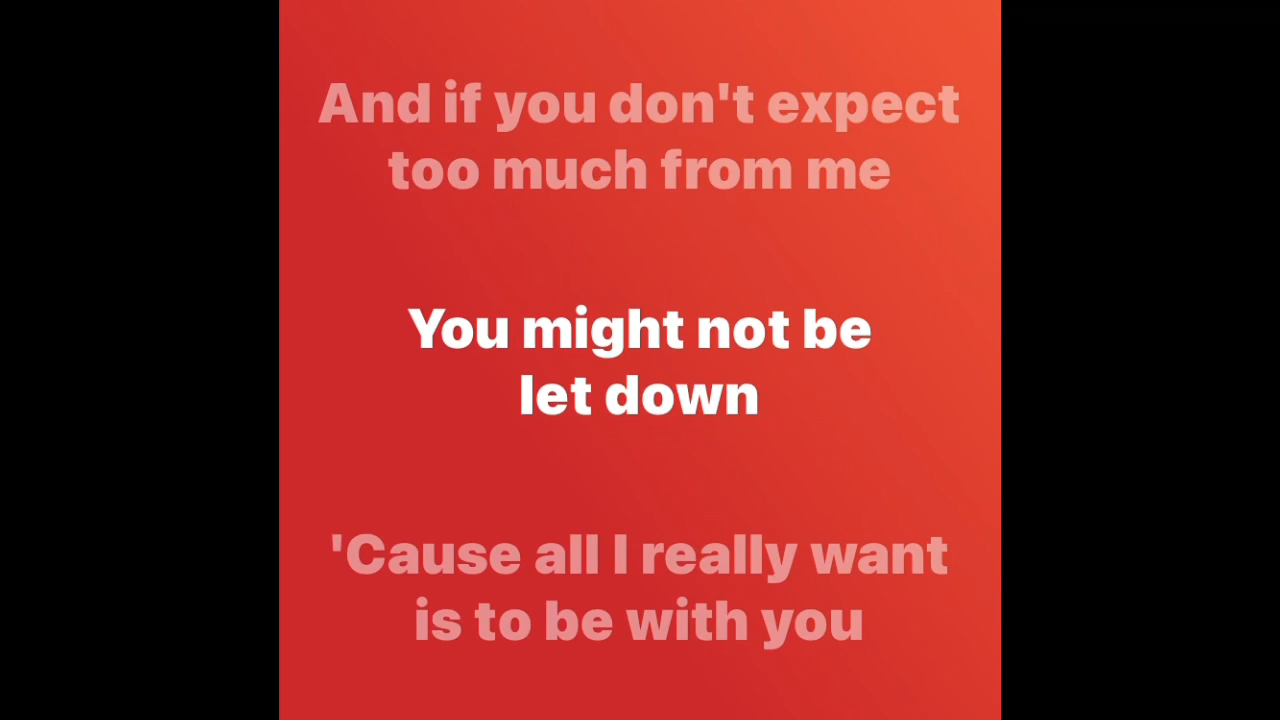 And if you don't expect
too much from me
You might not be
let down
'Cause all I really want
is to be with you